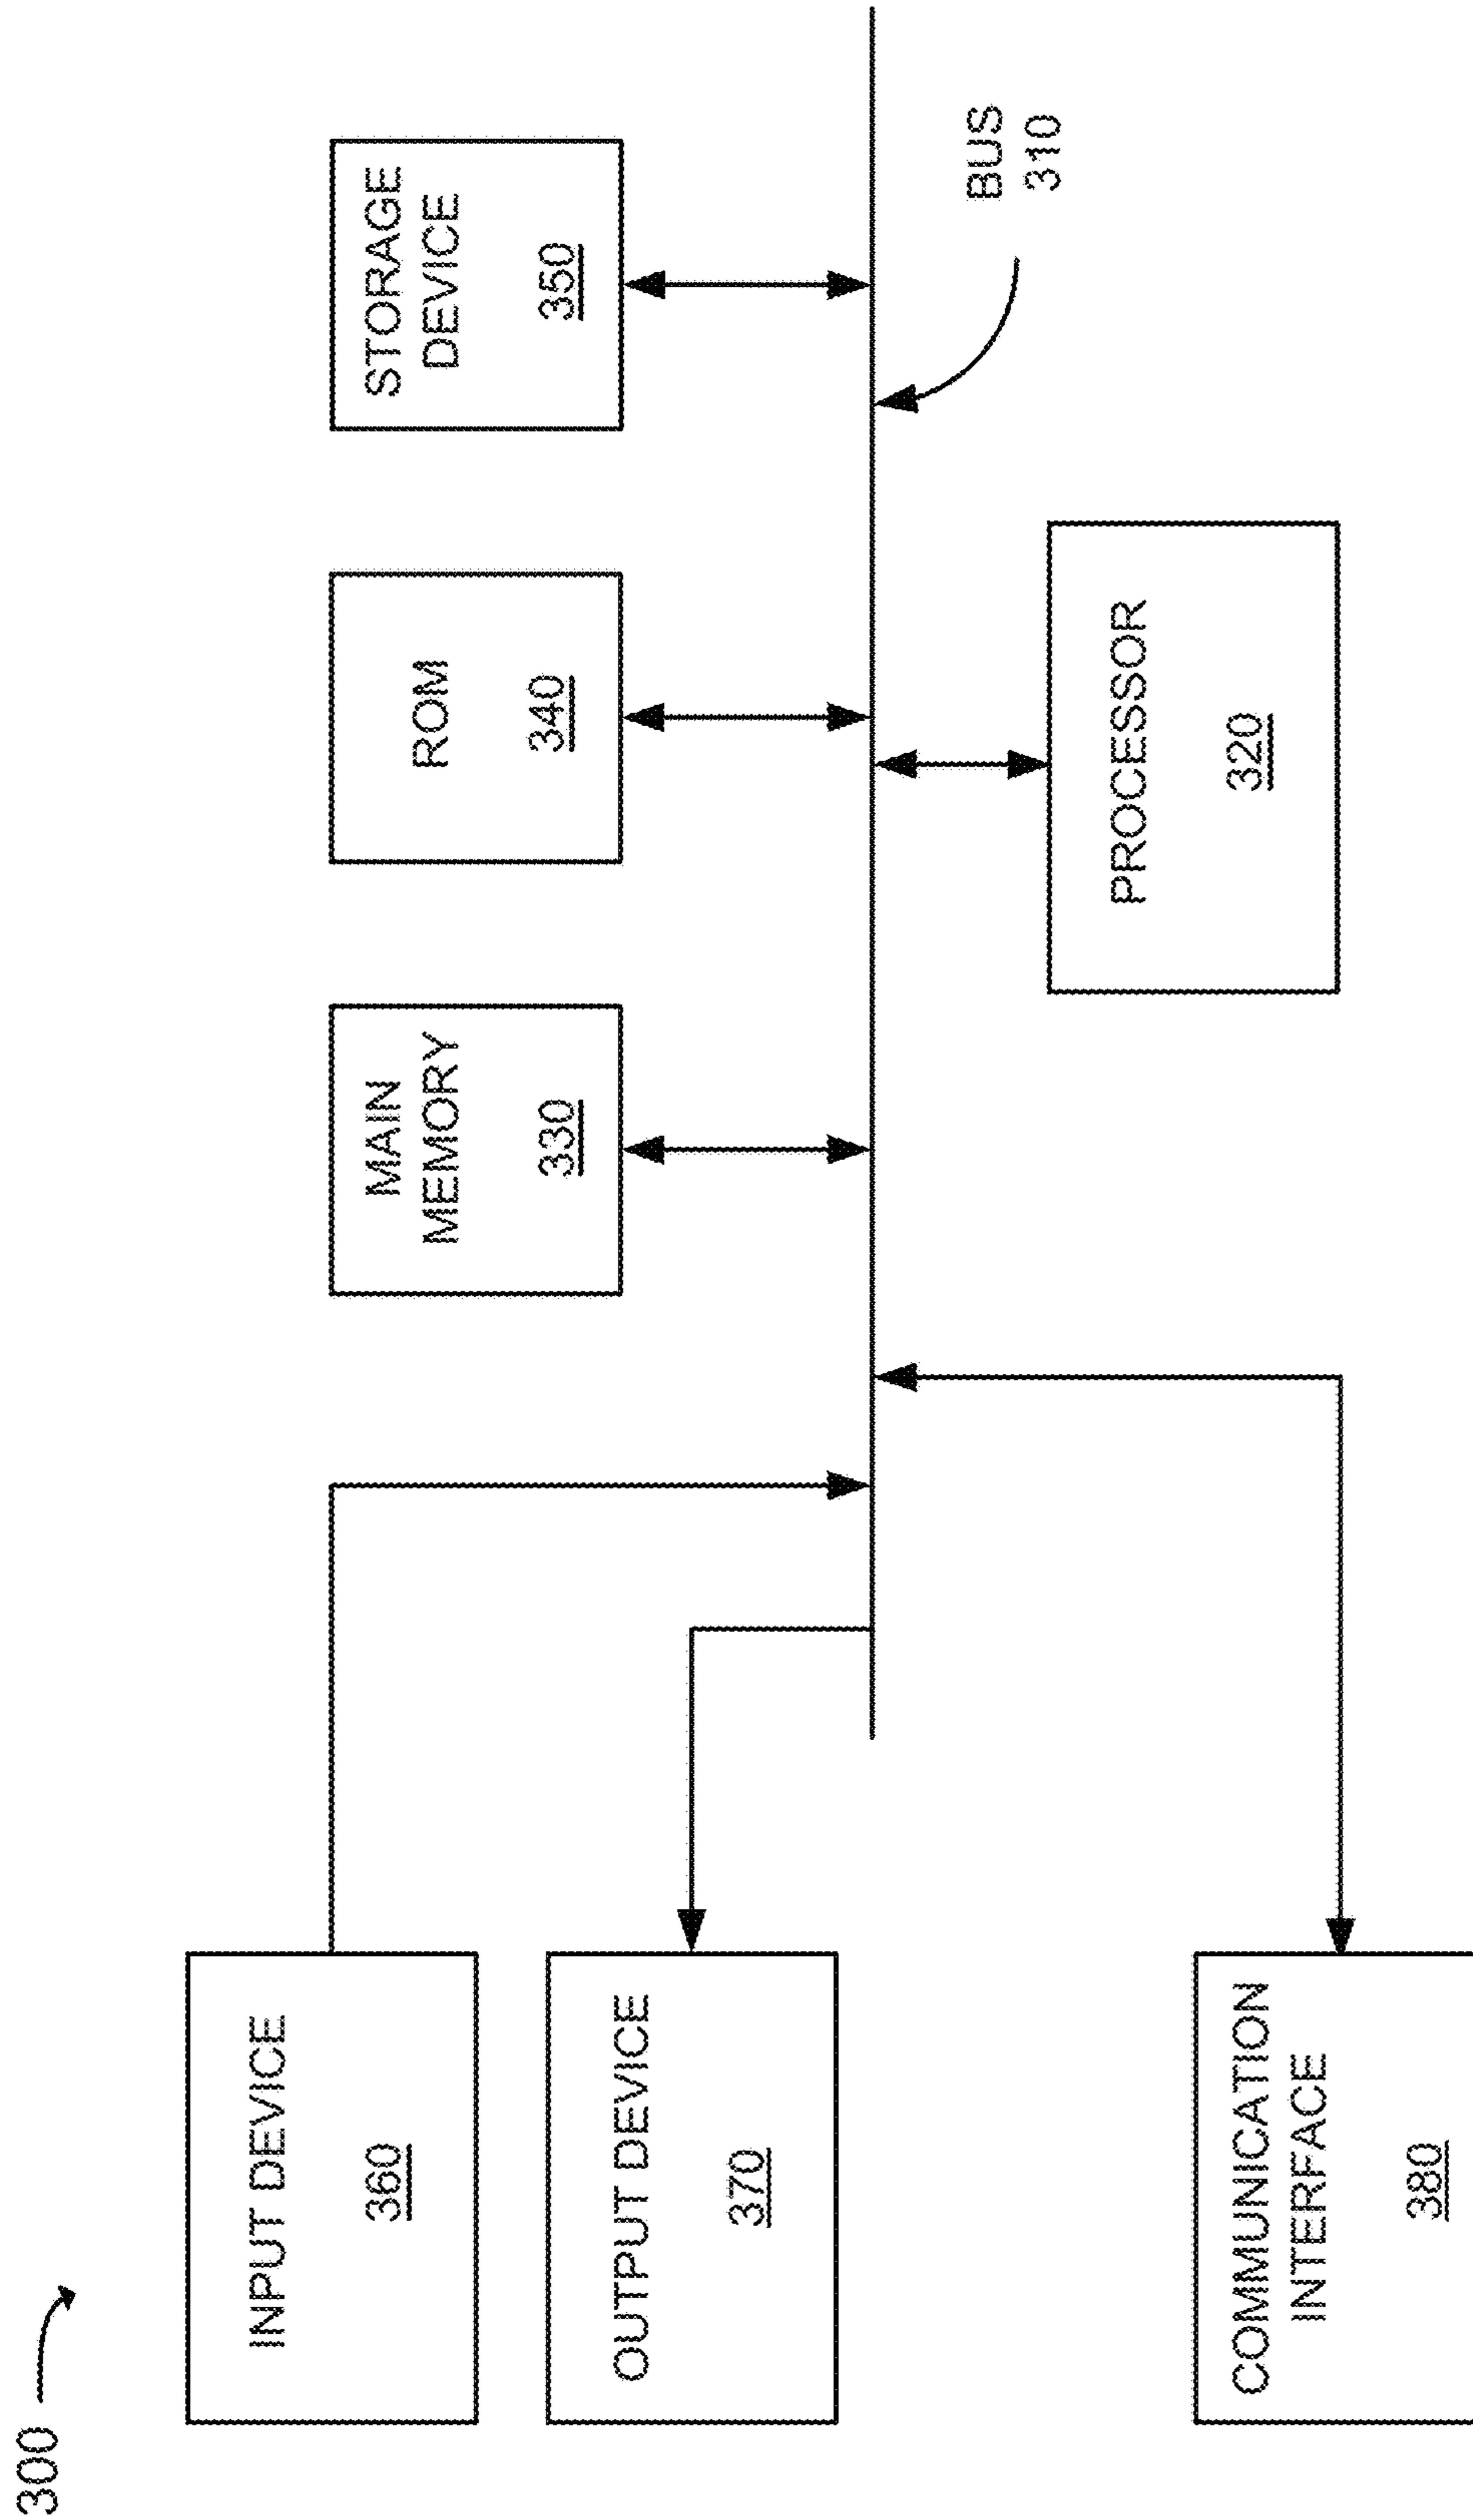 300
INPUT DEVICE
360
OUTPUT DEVICE
370
COMMUNICATION
INTERFACE
380
MAIN
MEMORY
330
ROM
340
STORAGE
DEVICE
350
PROCESSOR
320
BUS
310